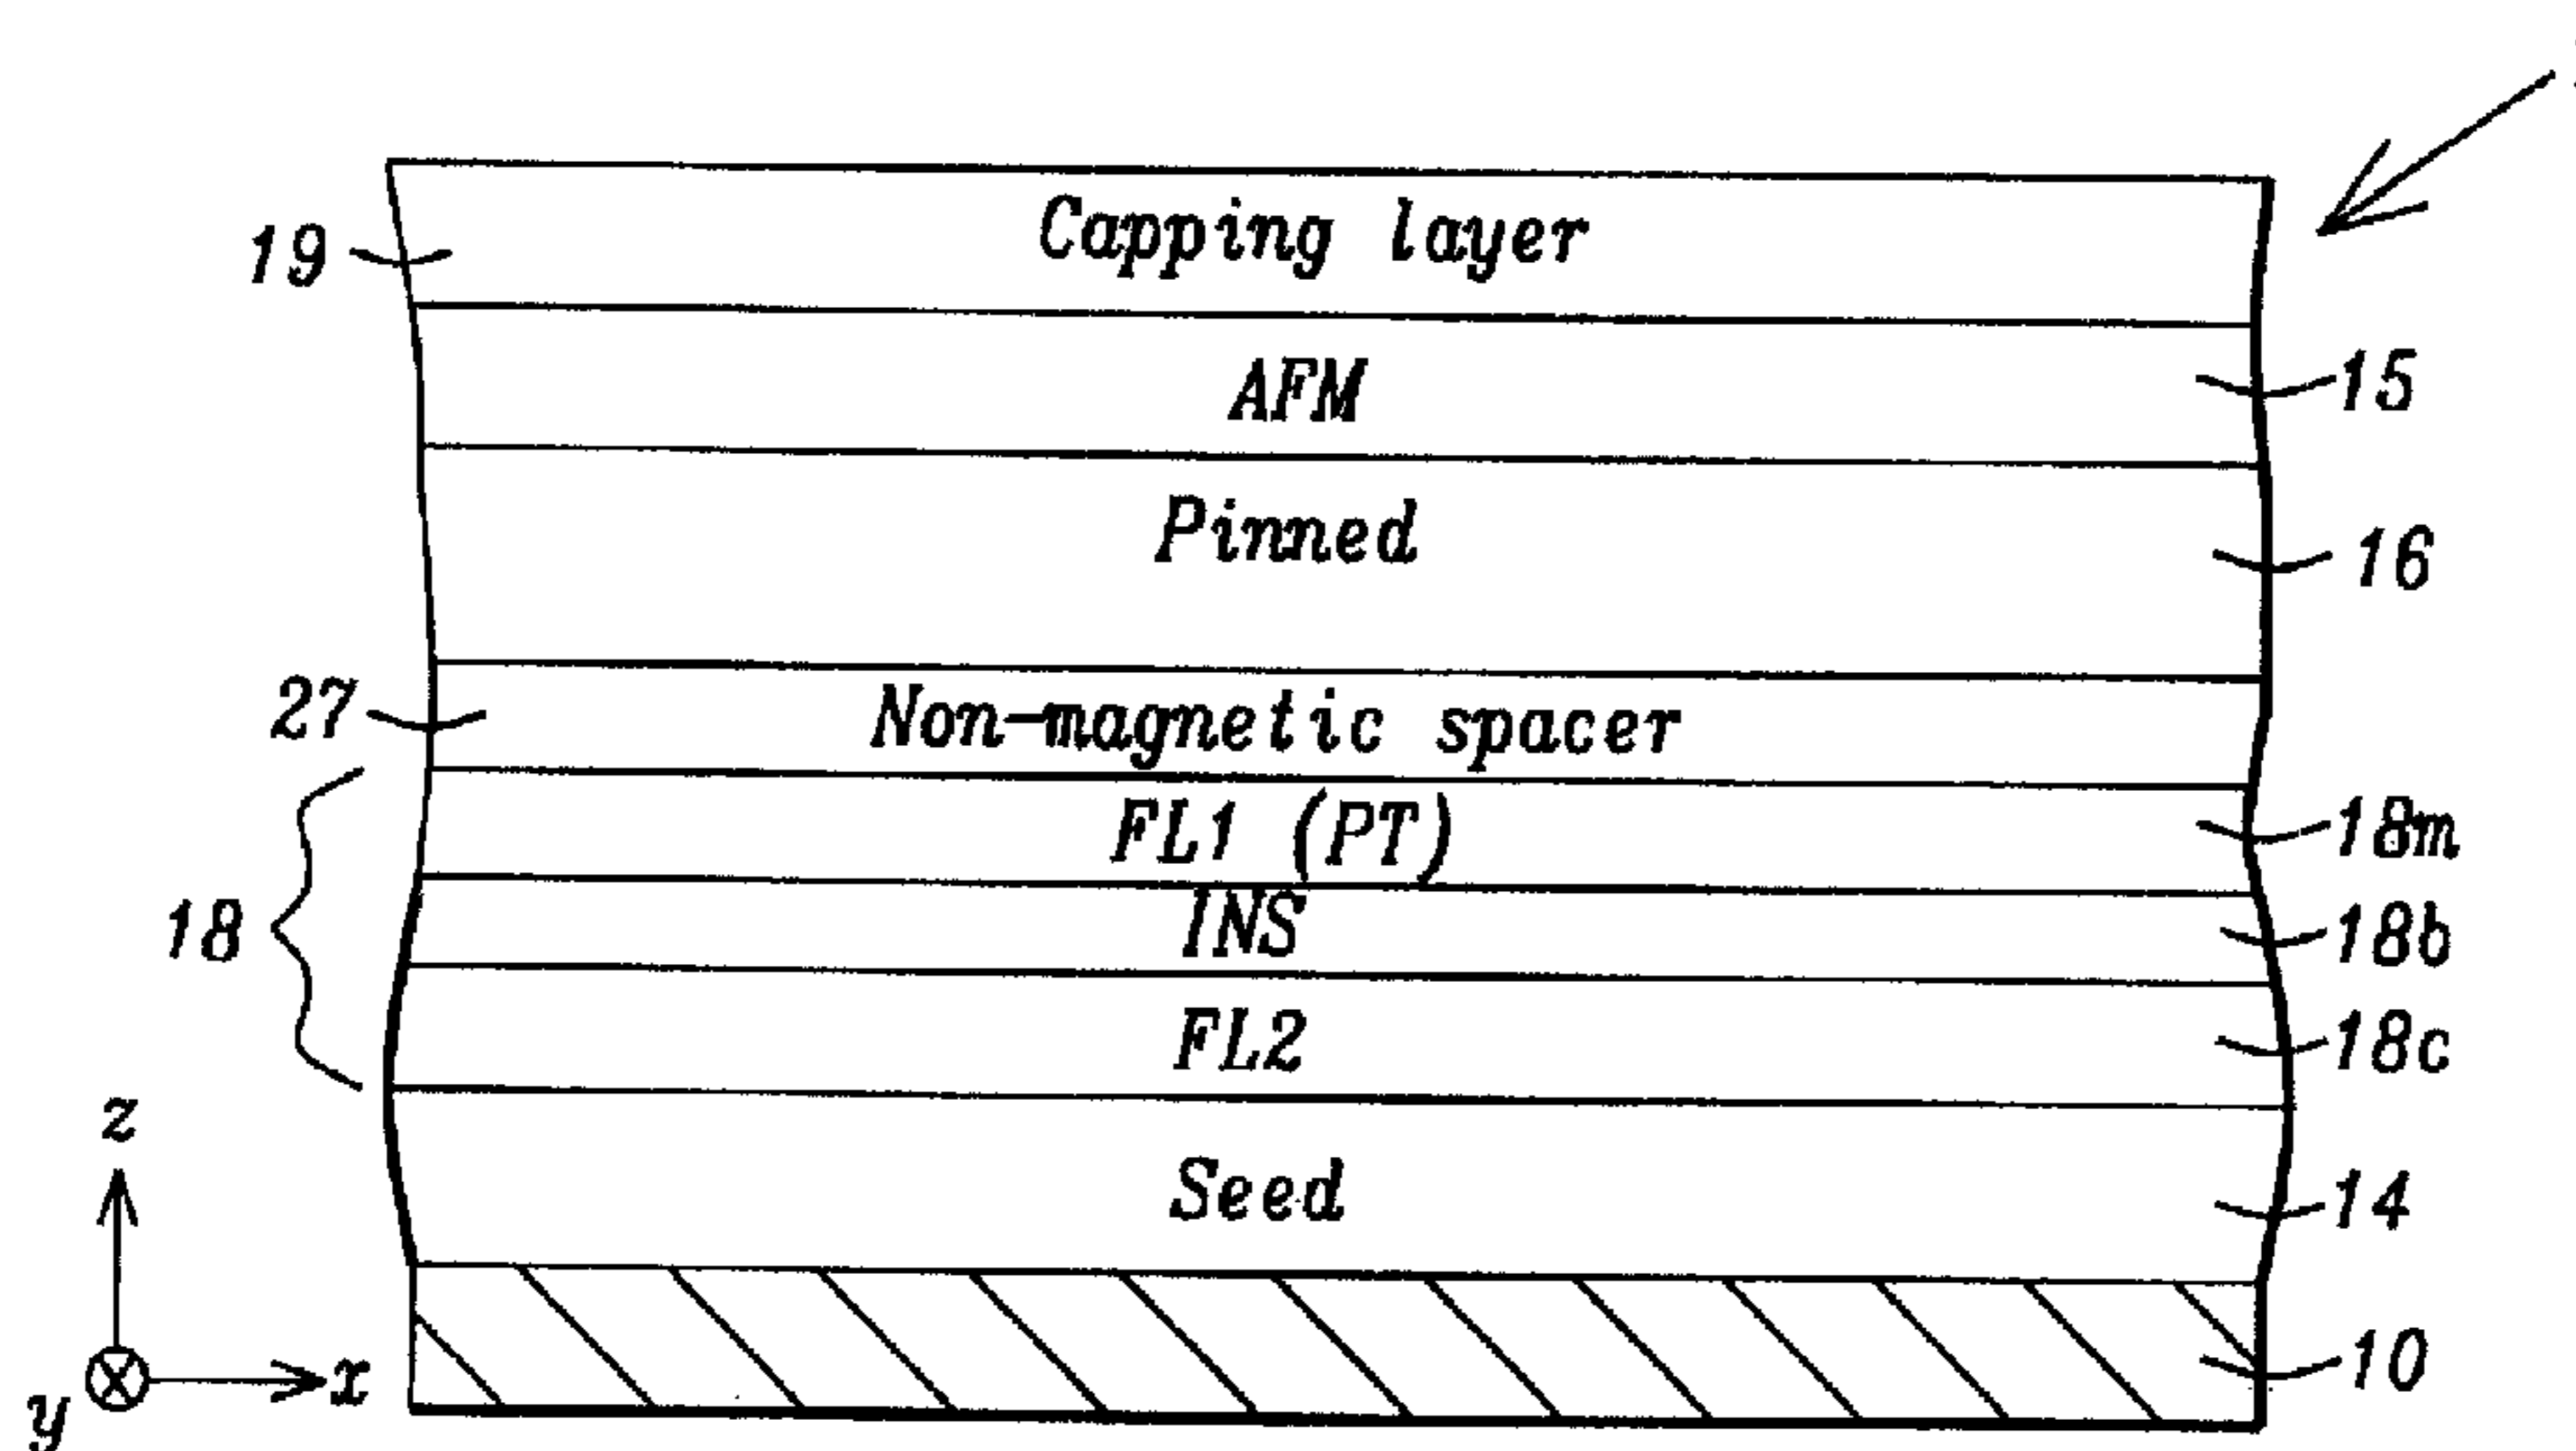 Capping layer
19
AFM
15
Pinned
16
27
Non-magnetic spacer
FL1 (PT)
18m
18
INS
18b
FL2
18c
z
Seed
14
x
10
y